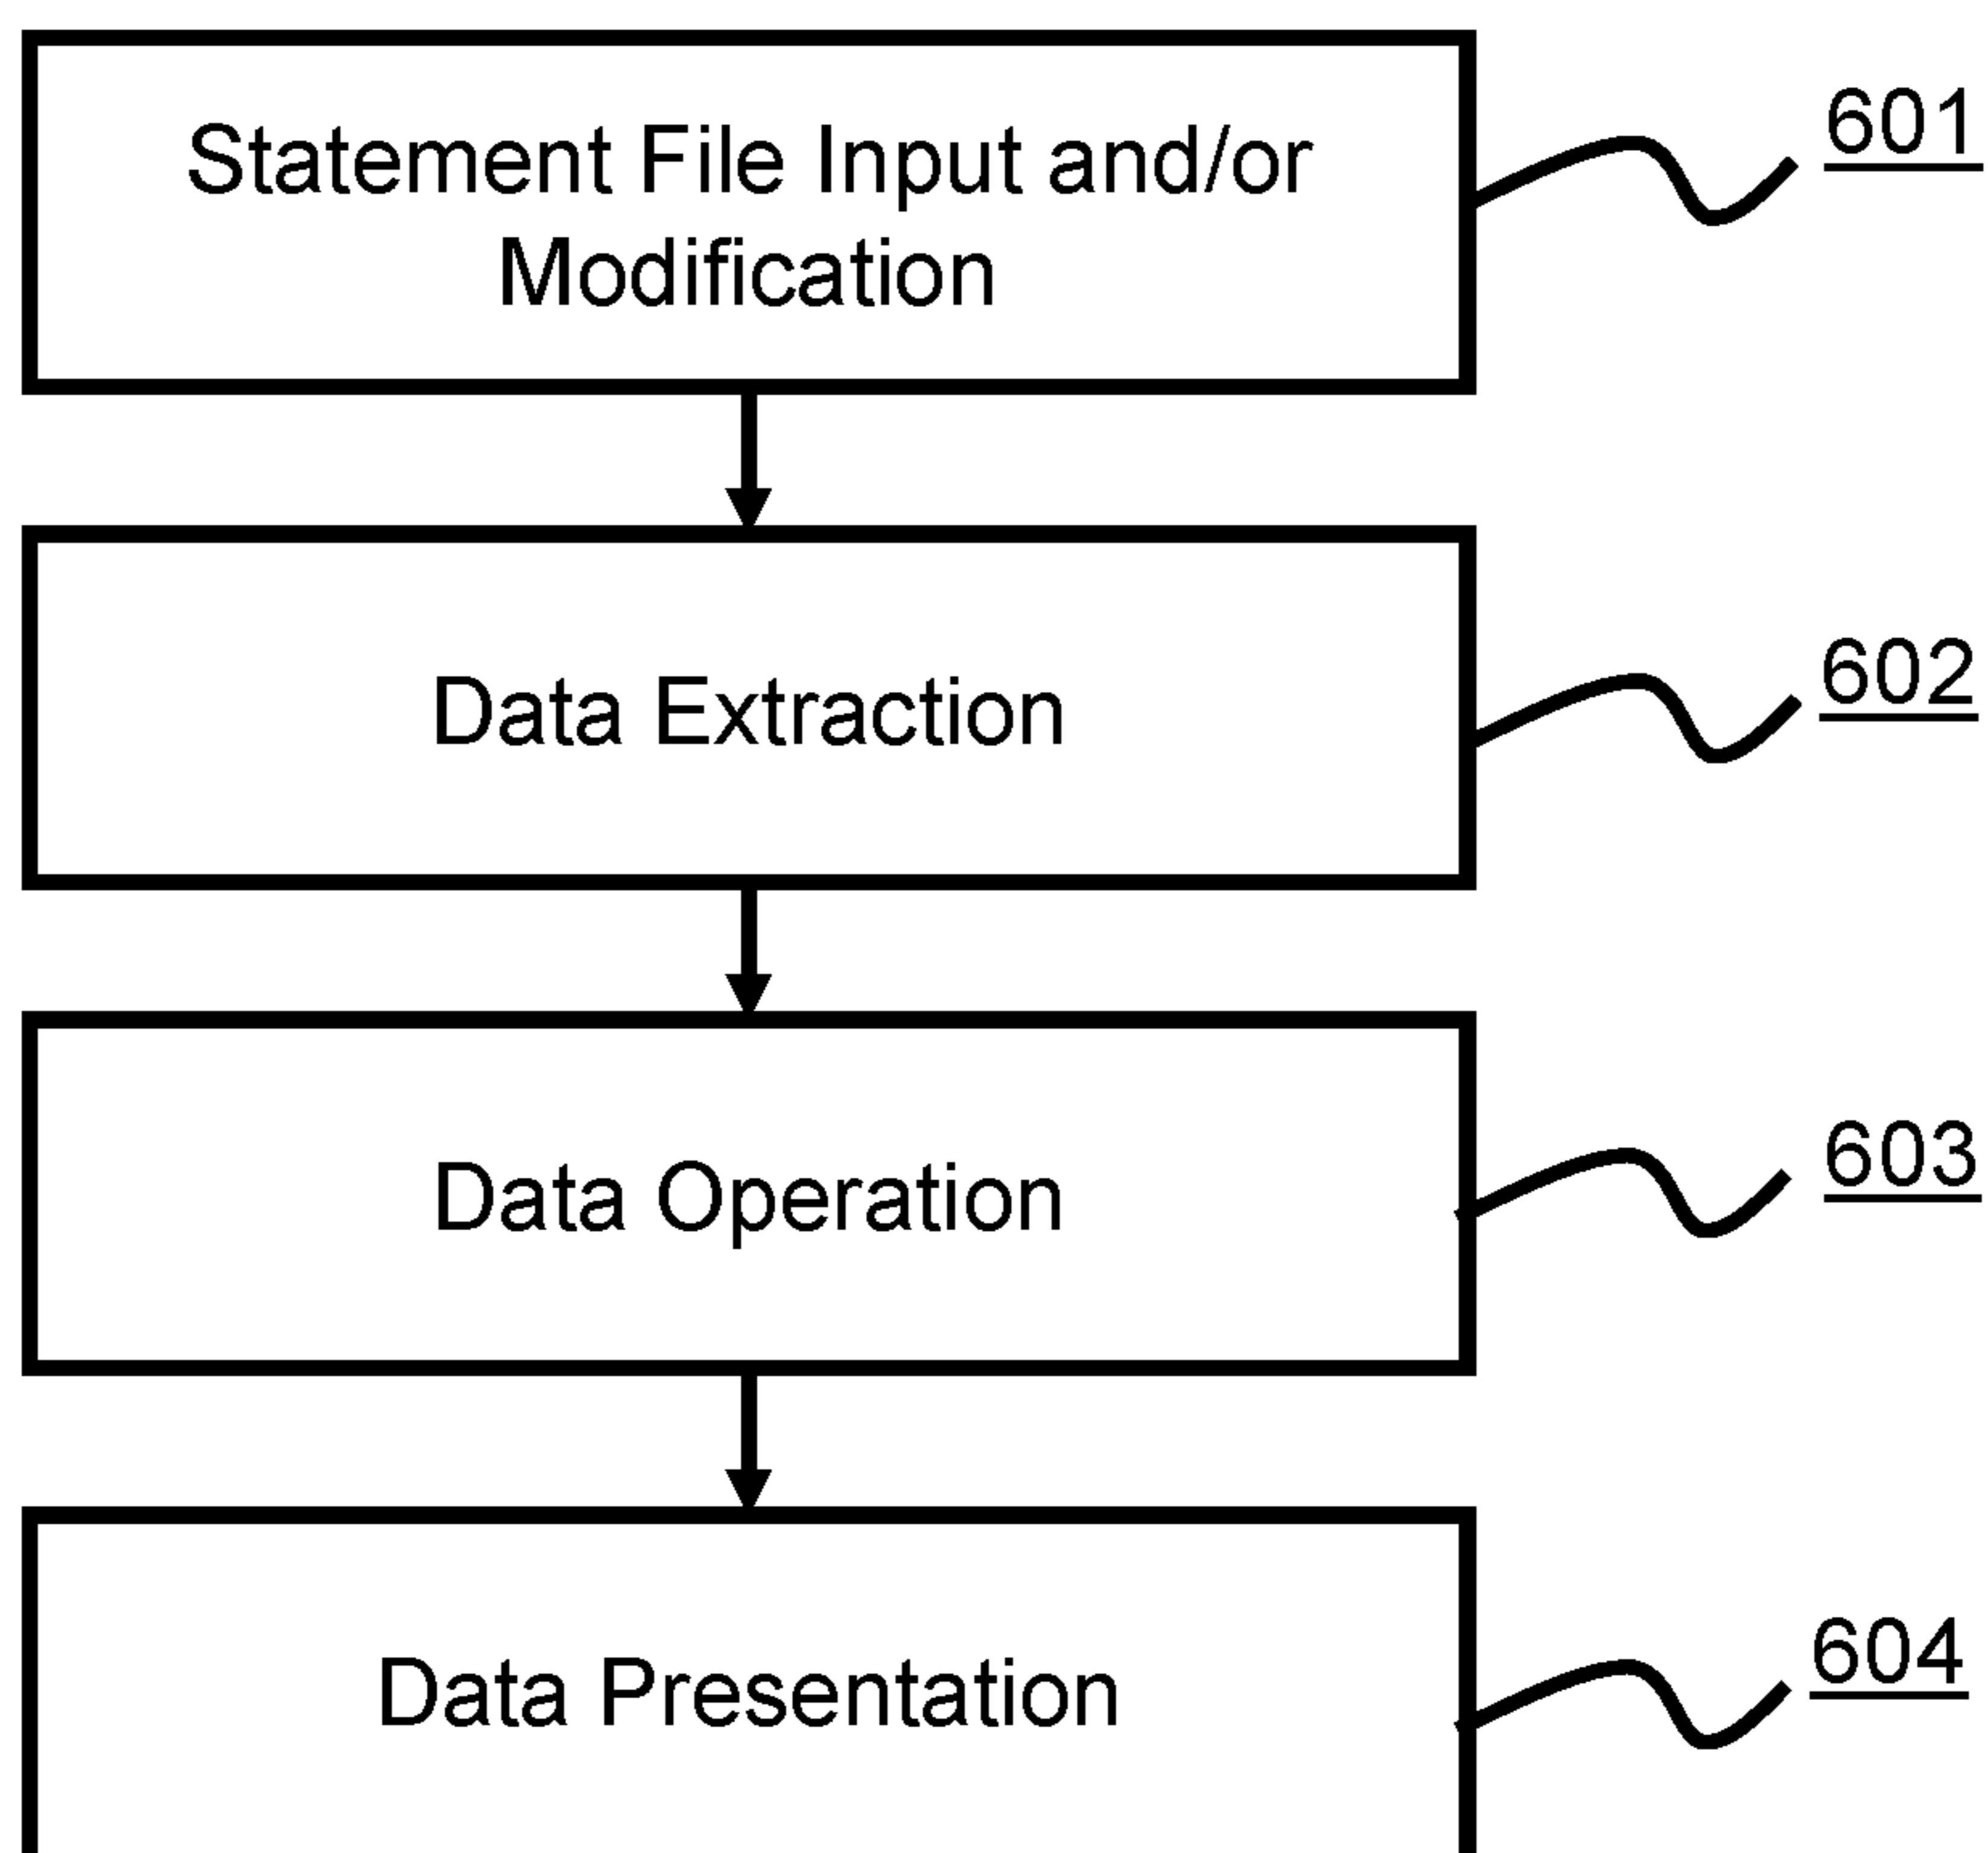 Statement File Input and/or
Modification
601
Data Extraction
602
Data Operation
603
Data Presentation
604